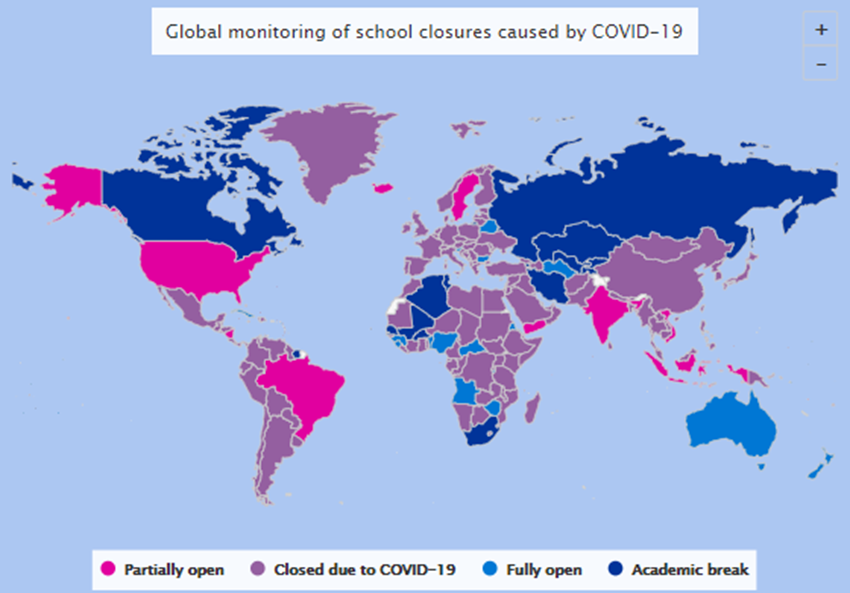 Global monitoring of school closures caused by COVID-19
+
−
Partially open Closed due to COVID-19 Fully open Academic break